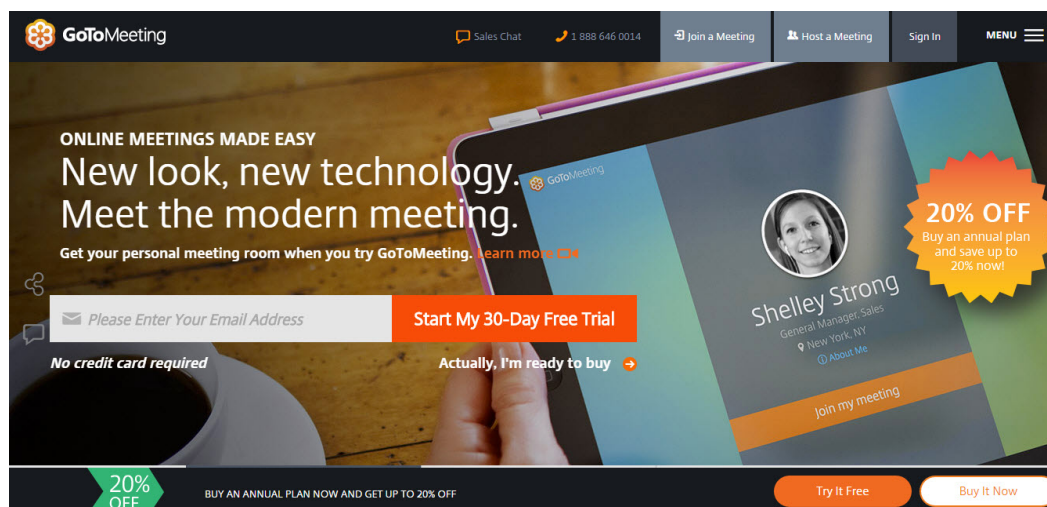 GoToMeeting
Sales Chat
1 888 646 0014
Join a Meeting
Host a Meeting
Sign In
MENU
ONLINE MEETINGS MADE EASY
New look, new technology.
Meet the modern meeting.
Get your personal meeting room when you try GoToMeeting. Learn more
Please Enter Your Email Address
Start My 30-Day Free Trial
No credit card required
Actually, I'm ready to buy
GoToMeeting
Shelley Strong
General Manager, Sales
New York, NY
About Me
Join my meeting
20% OFF
Buy an annual plan
and save up to
20% now!
20%
OFF
BUY AN ANNUAL PLAN NOW AND GET UP TO 20% OFF
Try It Free
Buy It Now